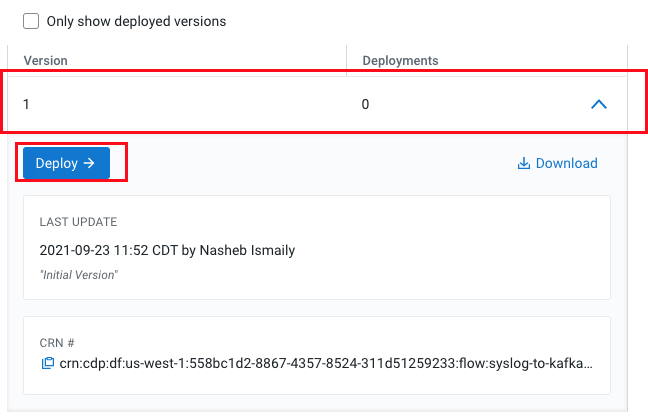 Only show deployed versions
Version Deployments
1 0
Deploy →
Download
LAST UPDATE
2021-09-23 11:52 CDT by Nasheb Ismaily
"Initial Version"
CRN #
crn:cdp:df:us-west-1:558bc1d2-8867-4357-8524-311d51259233:flow:syslog-to-kafka...